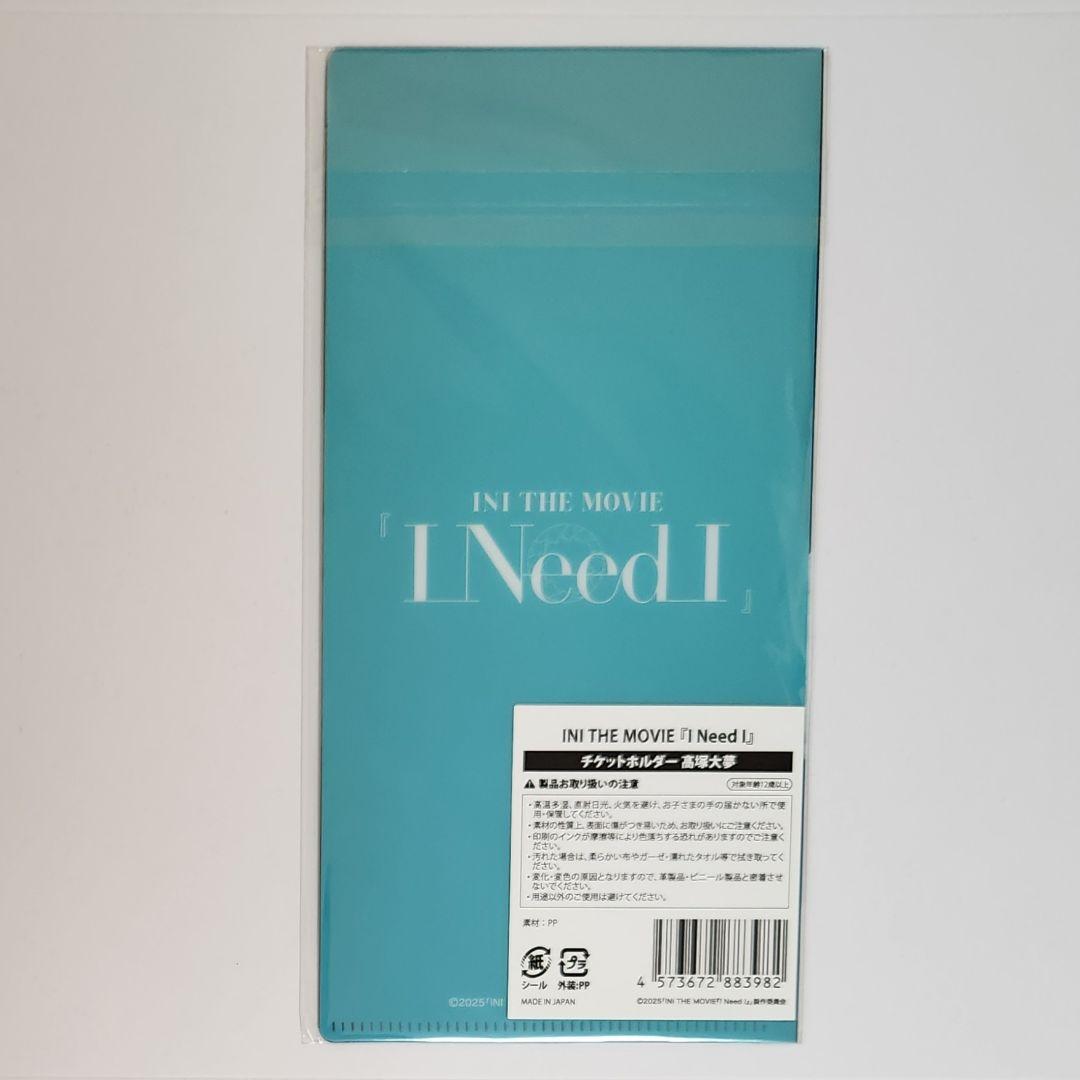 INI THE MOVIE
『I Need I』
INI THE MOVIE『I Need I』
チケットホルダー 髙塚大夢
製品お取り扱いの注意
対象年齢12歳以上
・高温多湿、直射日光、火気を避け、お子さまの手の届かない所で使
用・保管してください。
・素材の性質上、表面に傷がつき易いため、お取り扱いにご注意ください。
・印刷のインクが摩擦等により色落ちする恐れがありますのでご注意く
ださい。
・汚れた場合は、柔らかい布やガーゼ・濡れたタオル等で拭き取ってく
ださい。
・変化・変色の原因となりますので、革製品・ビニール製品と密着させ
ないでください。
・用途以外のご使用は避けてください。
素材：PP
紙
シール
プラ
外装:PP
4 573672 883982
MADE IN JAPAN
©2025「INI THE MOVIE『I Need I』」製作委員会
©2025「INI